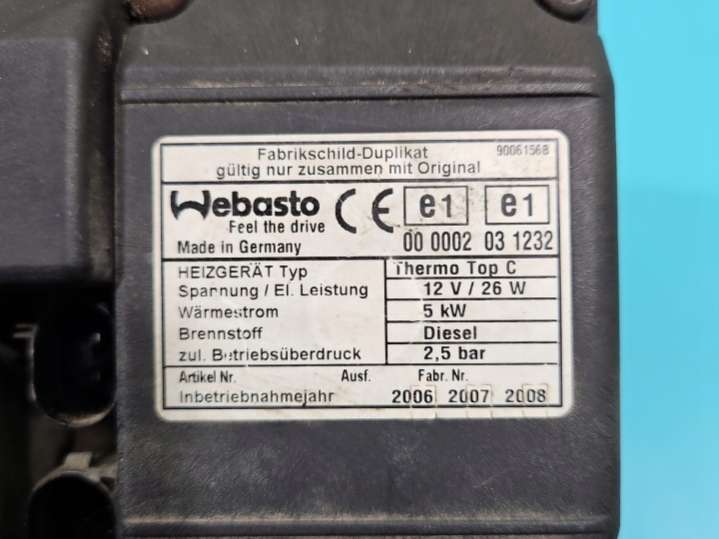 Fabrikschild-Duplikat 90061568
gültig nur zusammen mit Original
Webasto CE e1 e1
Feel the drive
Made in Germany 00 0002 03 1232
HEIZGERÄT Typ Thermo Top C
Spannung / El. Leistung 12 V / 26 W
Wärmestrom 5 kW
Brennstoff Diesel
zul. Betriebsüberdruck 2,5 bar
Artikel Nr. Ausf. Fabr. Nr.
Inbetriebnahmejahr 2006 2007 2008